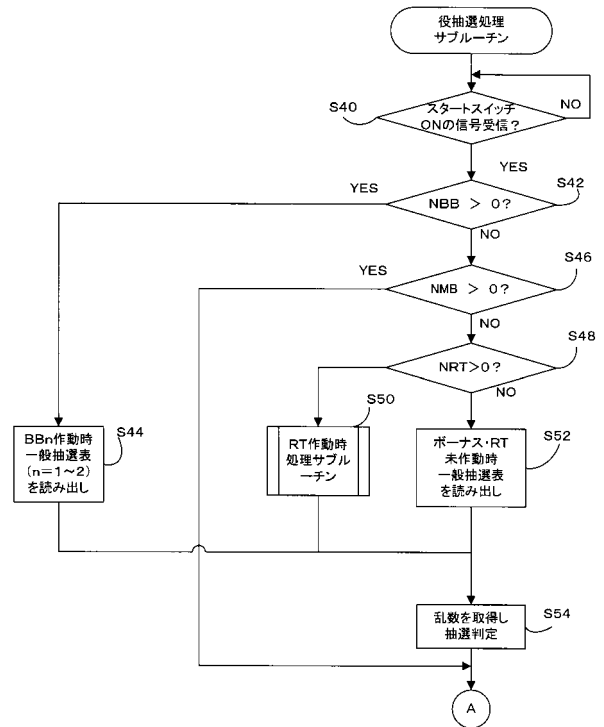 役抽選処理
サブルーチン
S40
スタートスイッチ
ONの信号受信?
NO
YES
S42
YES
NBB > 0?
NO
S46
YES
NMB > 0?
NO
S48
NRT>0?
NO
S44
BBn作動時
一般抽選表
(n=1~2)
を読み出し
S50
RT作動時
処理サブル
ーチン
S52
ボーナス・RT
未作動時
一般抽選表
を読み出し
S54
乱数を取得し
抽選判定
A